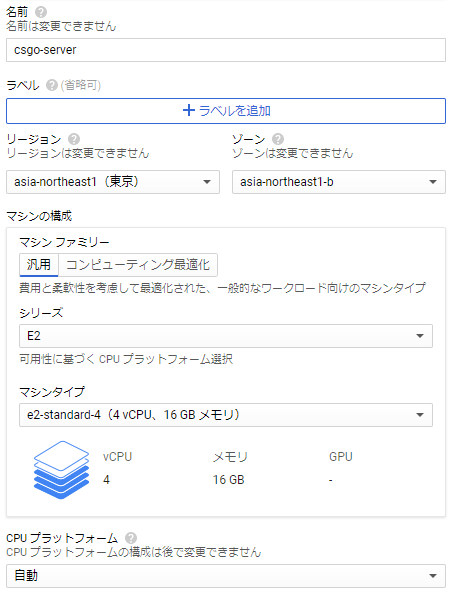 名前
名前は変更できません
csgo-server
ラベル (省略可)
+ ラベルを追加
リージョン ゾーン
リージョンは変更できません ゾーンは変更できません
asia-northeast1（東京） asia-northeast1-b
マシンの構成
マシン ファミリー
汎用 コンピューティング最適化
費用と柔軟性を考慮して最適化された、一般的なワークロード向けのマシンタイプ
シリーズ
E2
可用性に基づく CPU プラットフォーム選択
マシンタイプ
e2-standard-4（4 vCPU、16 GB メモリ）
vCPU メモリ GPU
4 16 GB -
CPU プラットフォーム
CPU プラットフォームの構成は後で変更できません
自動